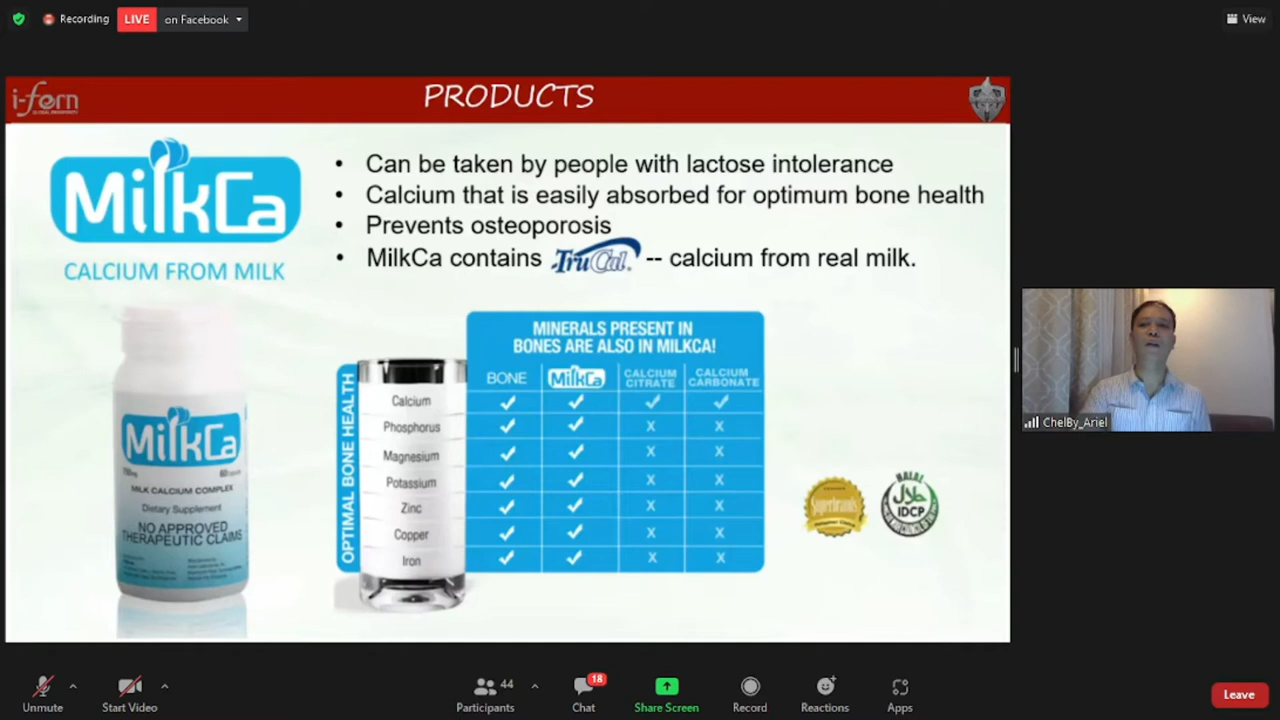 Recording
LIVE
on Facebook
View
i-fern
PRODUCTS
MilkCa
CALCIUM FROM MILK
• Can be taken by people with lactose intolerance
• Calcium that is easily absorbed for optimum bone health
• Prevents osteoporosis
• MilkCa contains TruCal® -- calcium from real milk.
MilkCa
MILK CALCIUM COMPLEX
Dietary Supplement
NO APPROVED
THERAPEUTIC CLAIMS
OPTIMAL BONE HEALTH
MINERALS PRESENT IN
BONES ARE ALSO IN MILKCA!
BONE MilkCa CALCIUM CITRATE CALCIUM CARBONATE
Calcium ✓ ✓ ✓ ✓
Phosphorus ✓ ✓ X X
Magnesium ✓ ✓ X X
Potassium ✓ ✓ X X
Zinc ✓ ✓ X X
Copper ✓ ✓ X X
Iron ✓ ✓ X X
Superbrands
HALAL
IDCP
ChelBy_Ariel
Unmute
Start Video
44
Participants
18
Chat
Share Screen
Record
Reactions
Apps
Leave